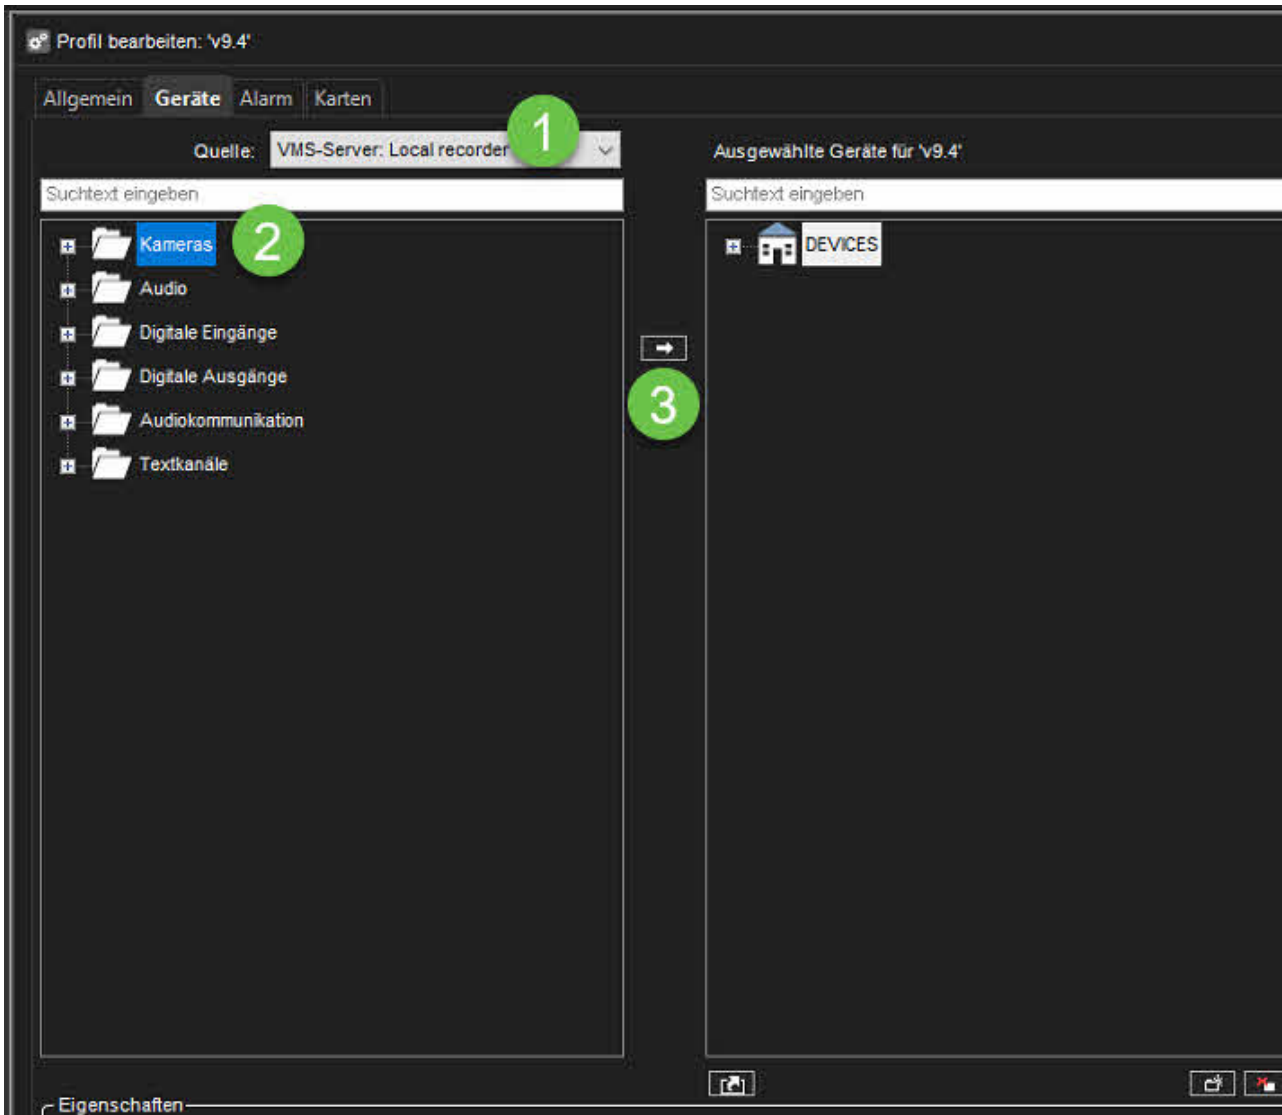 Profil bearbeiten: 'v9.4'
Allgemein Geräte Alarm Karten
Quelle: VMS-Server: Local recorder 1
Ausgewählte Geräte für 'v9.4'
Suchtext eingeben
Suchtext eingeben
Kameras 2
DEVICES
Audio
Digitale Eingänge
Digitale Ausgänge
3
Audiokommunikation
Textkanäle
Eigenschaften